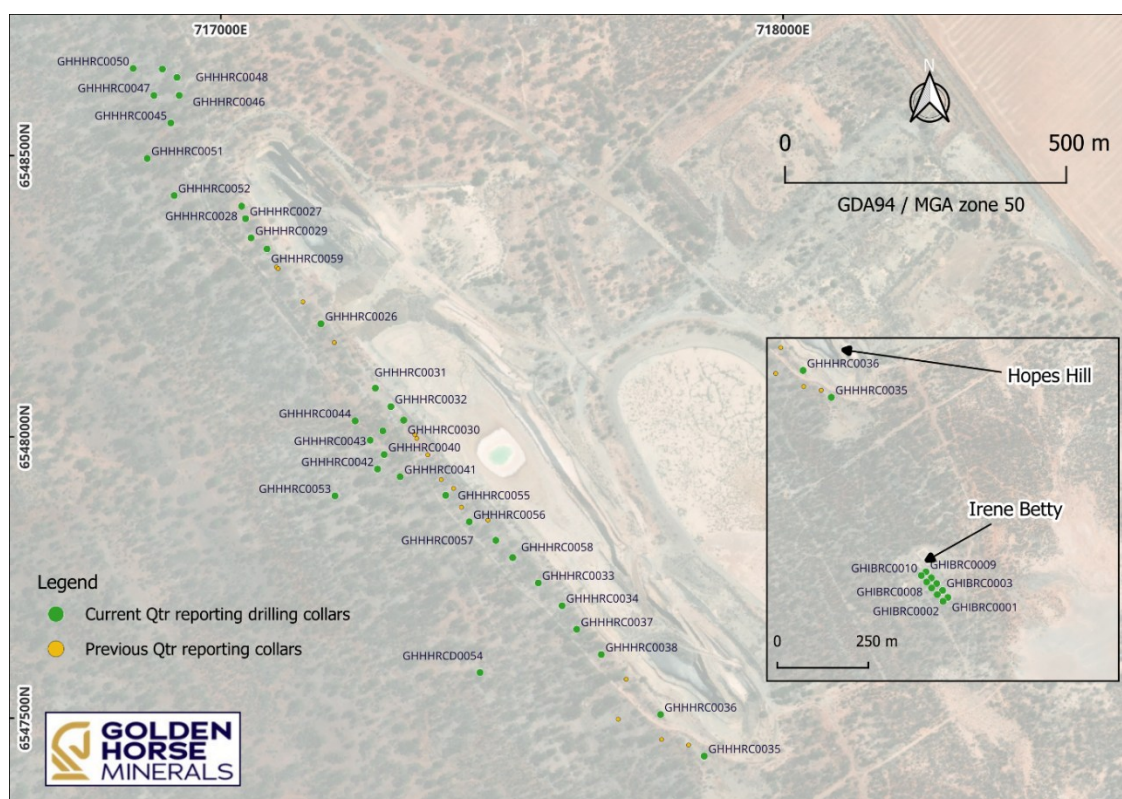 717000E
718000E
GHHHRC0050
GHHHRC0048
GHHHRC0047
GHHHRC0046
GHHHRC0045
6548500N
GHHHRC0051
GHHHRC0052
GHHHRC0027
GHHHRC0028
GHHHRC0029
GHHHRC0059
GHHHRC0026
N
0
500 m
GDA94 / MGA zone 50
GHHHRC0031
GHHHRC0032
GHHHRC0044
GHHHRC0030
6548000N
GHHHRC0043
GHHHRC0040
GHHHRC0042
GHHHRC0041
GHHHRC0053
GHHHRC0055
GHHHRC0056
GHHHRC0057
GHHHRC0058
GHHHRC0033
GHHHRC0034
GHHHRC0037
GHHHRC0038
GHHHRCD0054
6547500N
GHHHRC0036
GHHHRC0035
Legend
Current Qtr reporting drilling collars
Previous Qtr reporting collars
GOLDEN
HORSE
MINERALS
GHHHRC0036
Hopes Hill
GHHHRC0035
Irene Betty
GHIBRC0009
GHIBRC0010
GHIBRC0003
GHIBRC0008
GHIBRC0001
GHIBRC0002
0
250 m